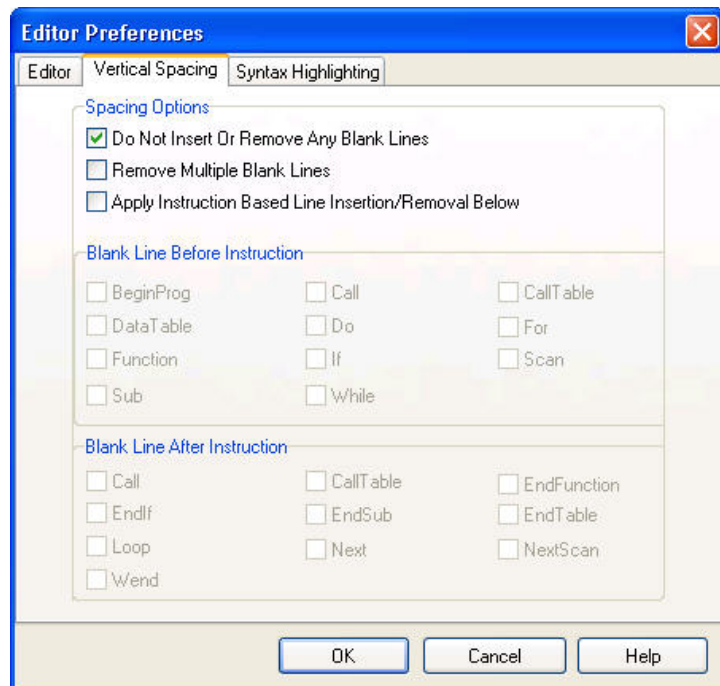 Editor Preferences
Editor Vertical Spacing Syntax Highlighting
Spacing Options
Do Not Insert Or Remove Any Blank Lines
Remove Multiple Blank Lines
Apply Instruction Based Line Insertion/Removal Below
Blank Line Before Instruction
BeginProg Call CallTable
DataTable Do For
Function If Scan
Sub While
Blank Line After Instruction
Call CallTable EndFunction
EndIf EndSub EndTable
Loop Next NextScan
Wend
OK Cancel Help